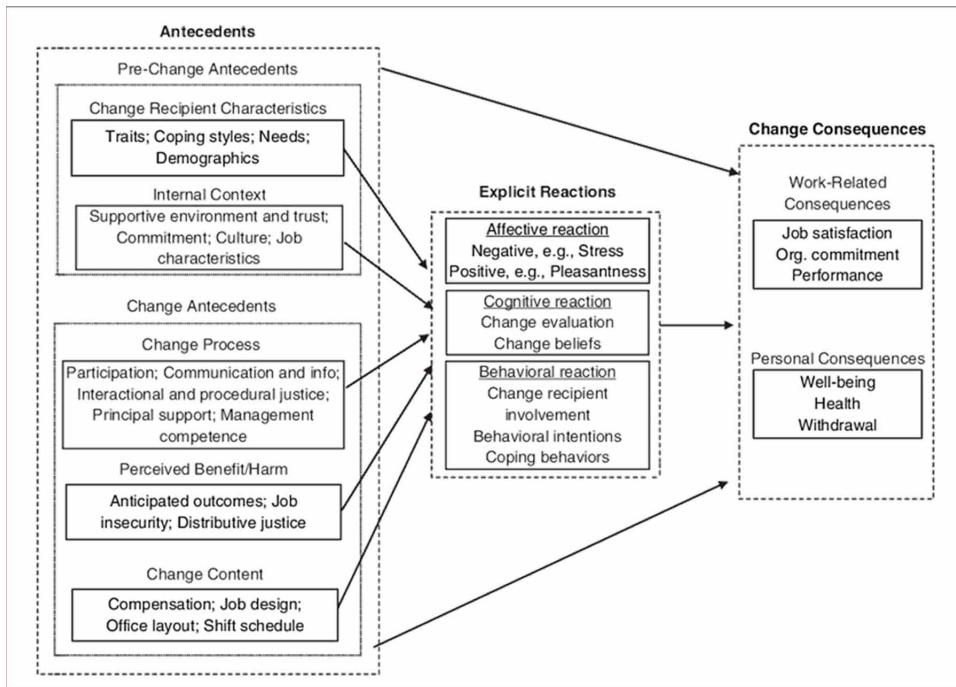 Antecedents
Pre-Change Antecedents
Change Recipient Characteristics
Traits; Coping styles; Needs;
Demographics
Internal Context
Supportive environment and trust;
Commitment; Culture; Job
characteristics
Change Antecedents
Change Process
Participation; Communication and info;
Interactional and procedural justice;
Principal support; Management
competence
Perceived Benefit/Harm
Anticipated outcomes; Job
insecurity; Distributive justice
Change Content
Compensation; Job design;
Office layout; Shift schedule
Explicit Reactions
Affective reaction
Negative, e.g., Stress
Positive, e.g., Pleasantness
Cognitive reaction
Change evaluation
Change beliefs
Behavioral reaction
Change recipient
involvement
Behavioral intentions
Coping behaviors
Change Consequences
Work-Related
Consequences
Job satisfaction
Org. commitment
Performance
Personal Consequences
Well-being
Health
Withdrawal